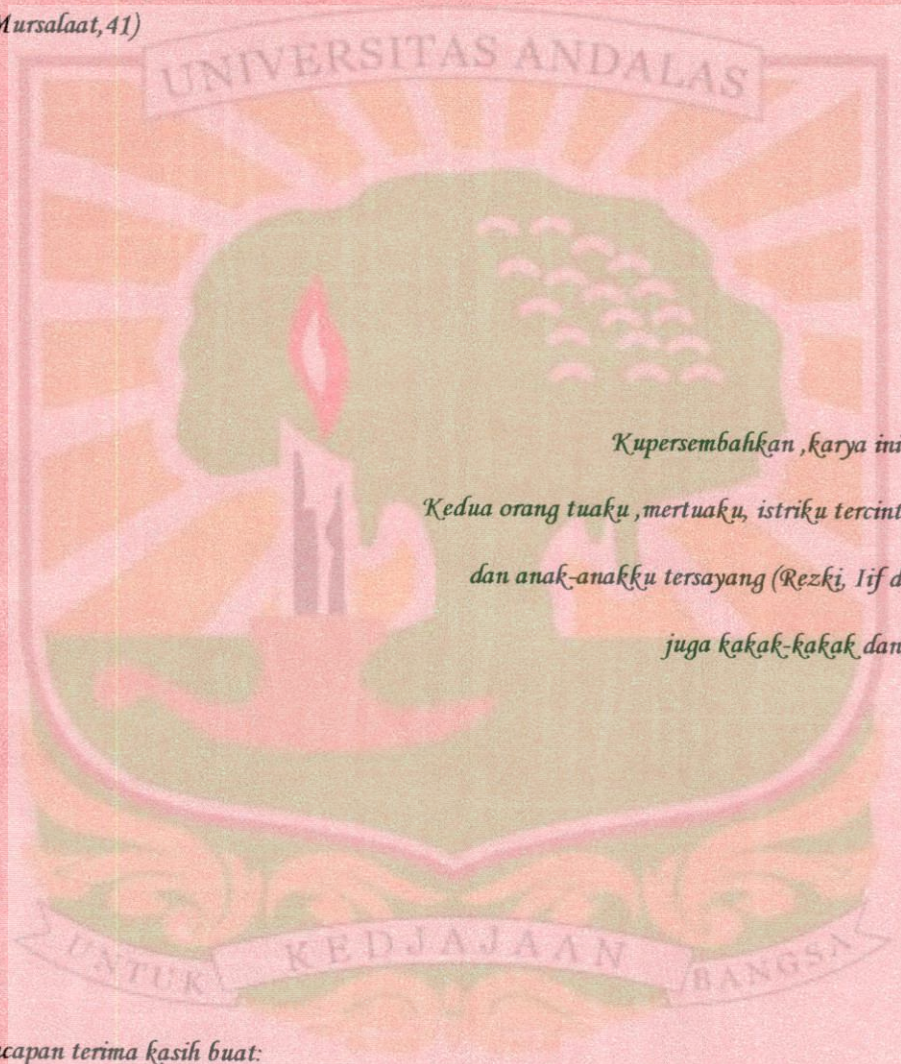 Mursalaat,41)
UNIVERSITAS ANDALAS
Kupersembahkan ,karya ini
Kedua orang tuaku ,mertuaku, istriku tercint
dan anak-anakku tersayang (Rezki, Iif d
juga kakak-kakak dan
UNTUK KEDJAJAAN BANGSA
capan terima kasih buat: